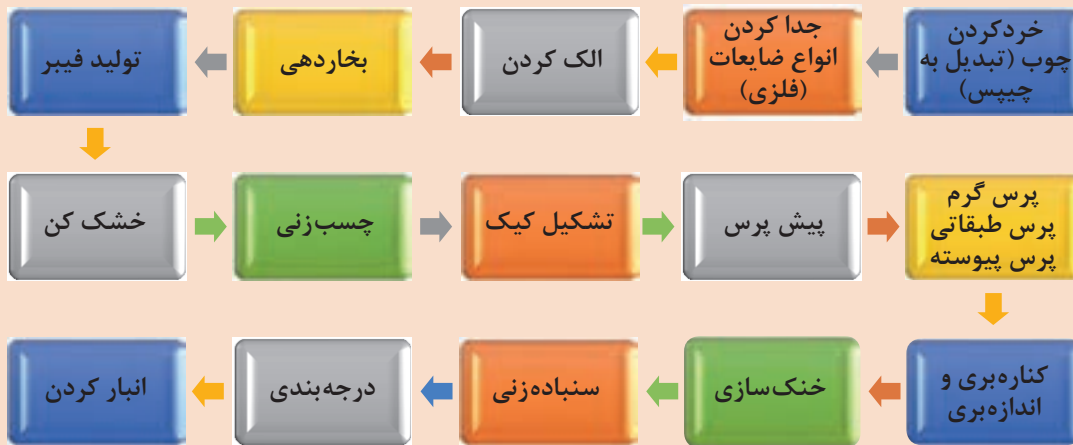 خردکردن
چوب (تبدیل به
چیپس)
جدا کردن
انواع ضایعات
(فلزی)
الک کردن
بخاردهی
تولید فیبر
خشک کن
چسب‌زنی
تشکیل کیک
پیش پرس
پرس گرم
پرس طبقاتی
پرس پیوسته
کناره‌بری و
اندازه‌بری
خنک‌سازی
سنباده‌زنی
درجه‌بندی
انبار کردن